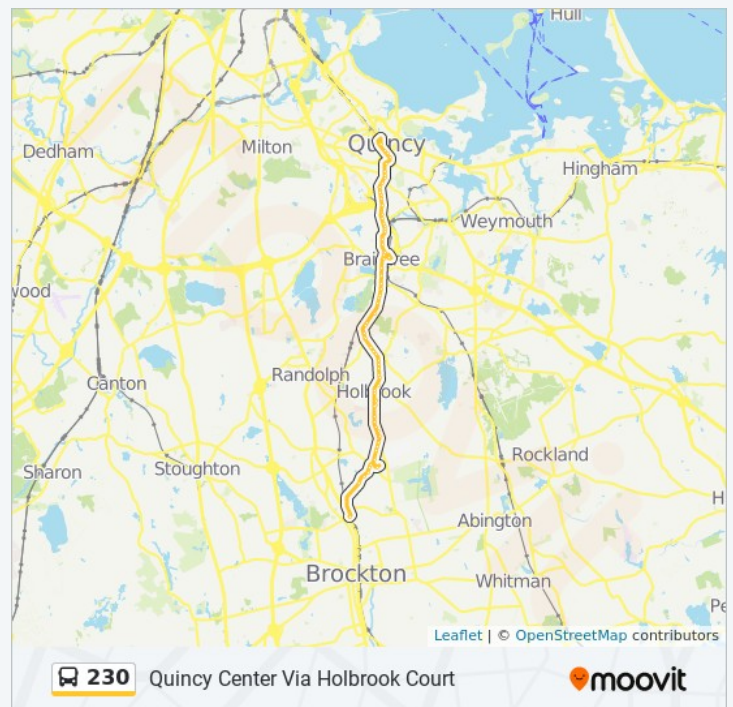 Hull
Quincy
Dedham
Milton
Hingham
Weymouth
Braintree
wood
Randolph
Canton
Holbrook
Rockland
Sharon
Stoughton
H
Abington
Brockton
Whitman
Pe
Leaflet | © OpenStreetMap contributors
230 Quincy Center Via Holbrook Court
moovit